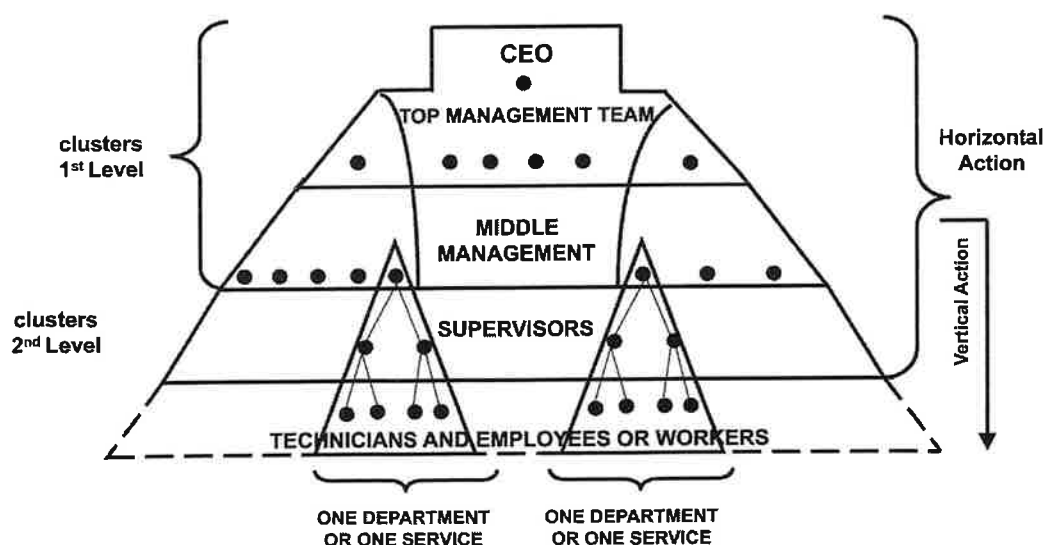 CEO
TOP MANAGEMENT TEAM
clusters
1st Level
Horizontal
Action
MIDDLE
MANAGEMENT
clusters
2nd Level
SUPERVISORS
Vertical Action
TECHNICIANS AND EMPLOYEES OR WORKERS
ONE DEPARTMENT
OR ONE SERVICE
ONE DEPARTMENT
OR ONE SERVICE